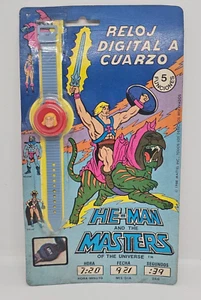 RELOJ
DIGITAL A
CUARZO
5
FUNCIONES
HE-MAN
AND THE
MASTERS
OF THE UNIVERSE
HORA
FECHA
SEGUNDOS
7:20
9 21
:39